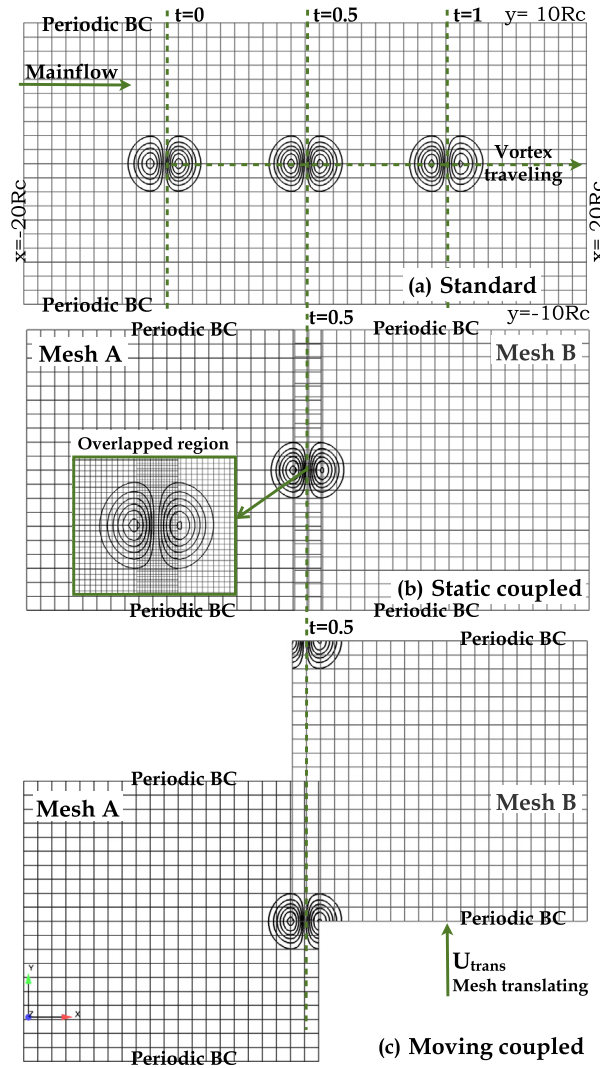 t=0
t=0.5
t=1
y= 10Rc
Periodic BC
Mainflow
Vortex
traveling
x=-20Rc
x= 20Rc
(a) Standard
Periodic BC
y=-10Rc
t=0.5
Periodic BC
Periodic BC
Mesh A
Mesh B
Overlapped region
(b) Static coupled
Periodic BC
Periodic BC
t=0.5
Periodic BC
Periodic BC
Mesh A
Mesh B
Periodic BC
Utrans
Mesh translating
Y
Z
X
(c) Moving coupled
Periodic BC